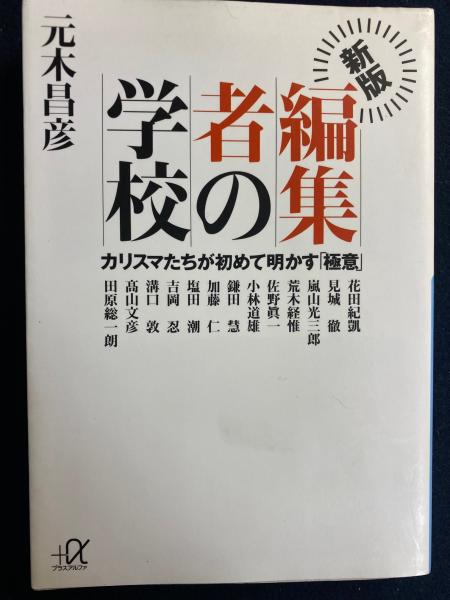 新版
編集
者の
学校
元木昌彦
カリスマたちが初めて明かす「極意」
花田紀凱
見城 徹
嵐山光三郎
荒木経惟
佐野眞一
小林道雄
鎌田 慧
加藤 仁
塩田 潮
吉岡 忍
溝口 敦
髙山文彦
田原総一朗
+α
プラスアルファ